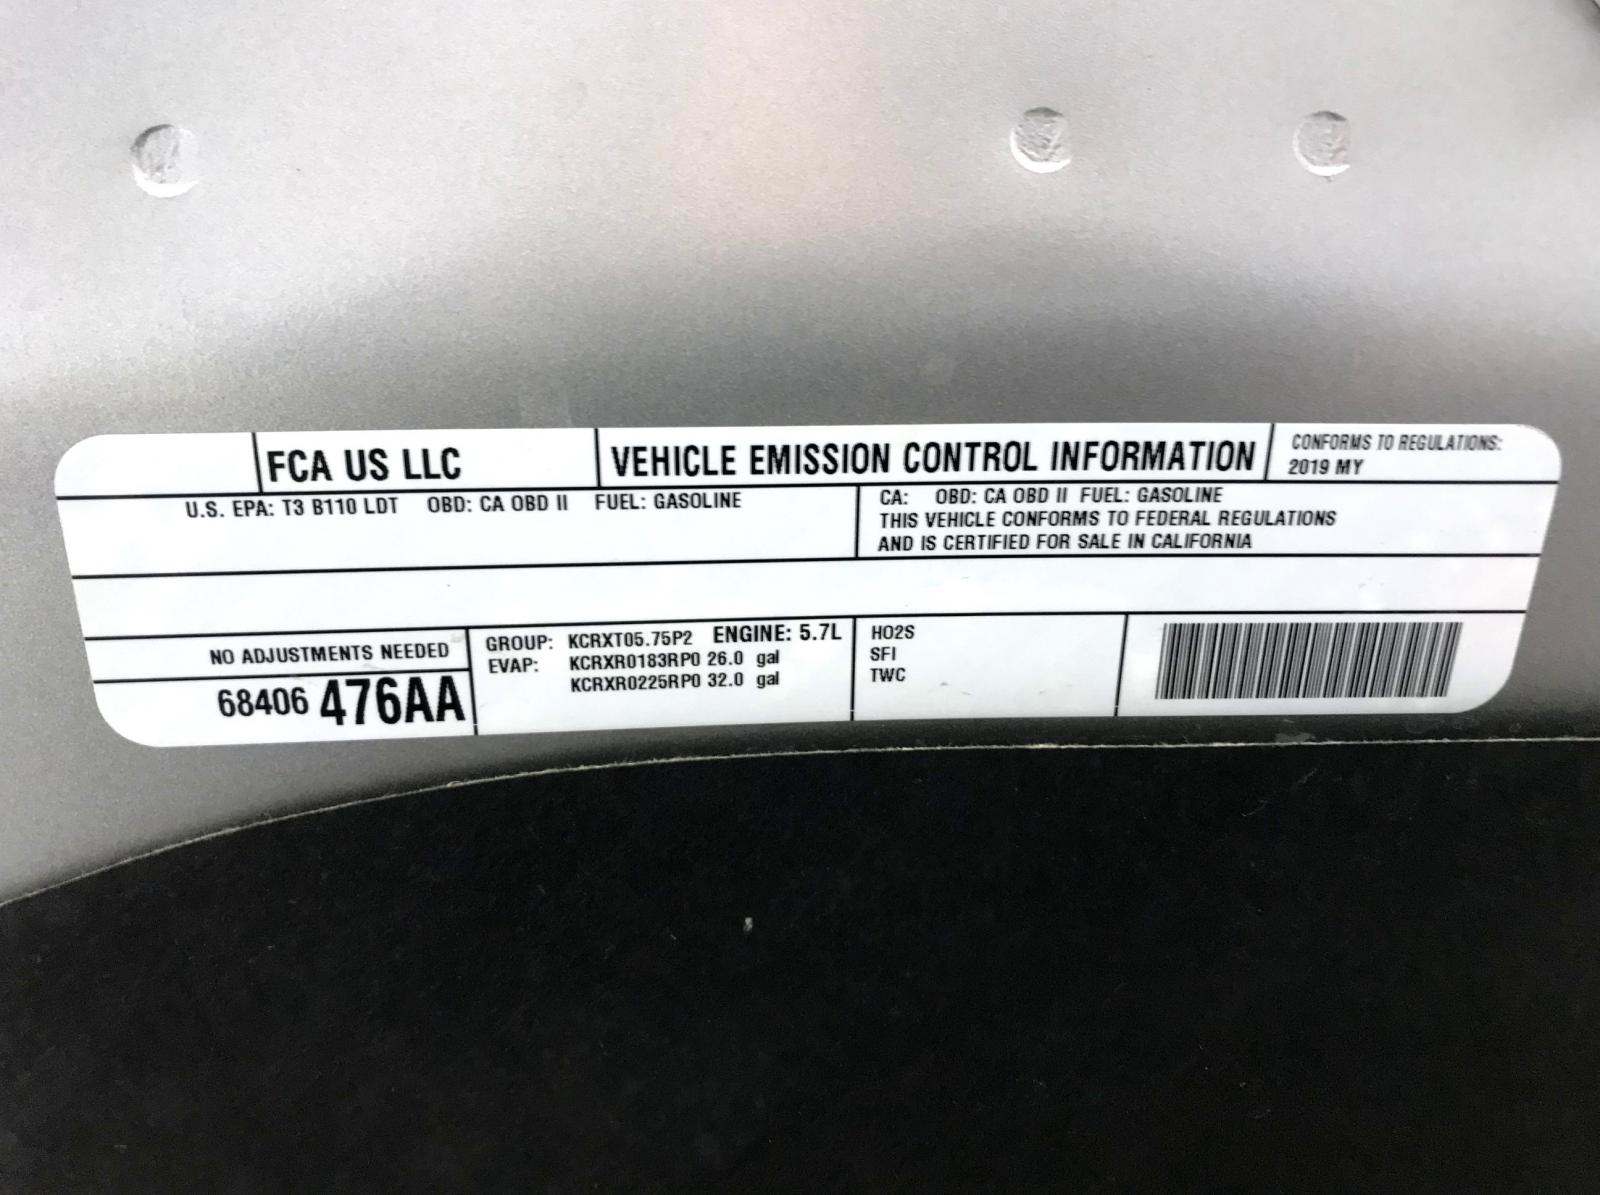 FCA US LLC
VEHICLE EMISSION CONTROL INFORMATION
CONFORMS TO REGULATIONS:
2019 MY
U.S. EPA: T3 B110 LDT OBD: CA OBD II FUEL: GASOLINE
CA: OBD: CA OBD II FUEL: GASOLINE
THIS VEHICLE CONFORMS TO FEDERAL REGULATIONS
AND IS CERTIFIED FOR SALE IN CALIFORNIA
NO ADJUSTMENTS NEEDED
68406 476AA
GROUP: KCRXT05.75P2 ENGINE: 5.7L
EVAP: KCRXR0183RP0 26.0 gal
KCRXR0225RP0 32.0 gal
HO2S
SFI
TWC